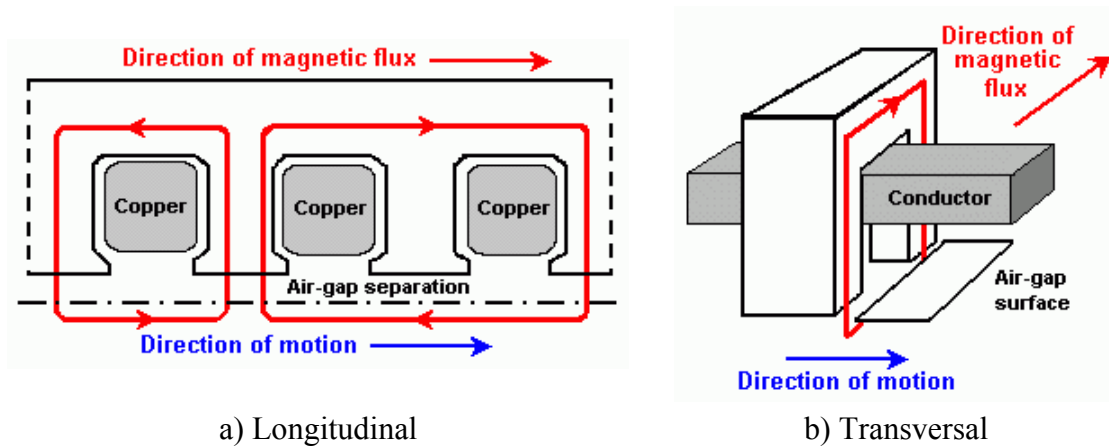 Direction of magnetic flux
Copper
Copper
Copper
Air-gap separation
Direction of motion
a) Longitudinal
Direction of
magnetic
flux
Conductor
Air-gap
surface
Direction of motion
b) Transversal